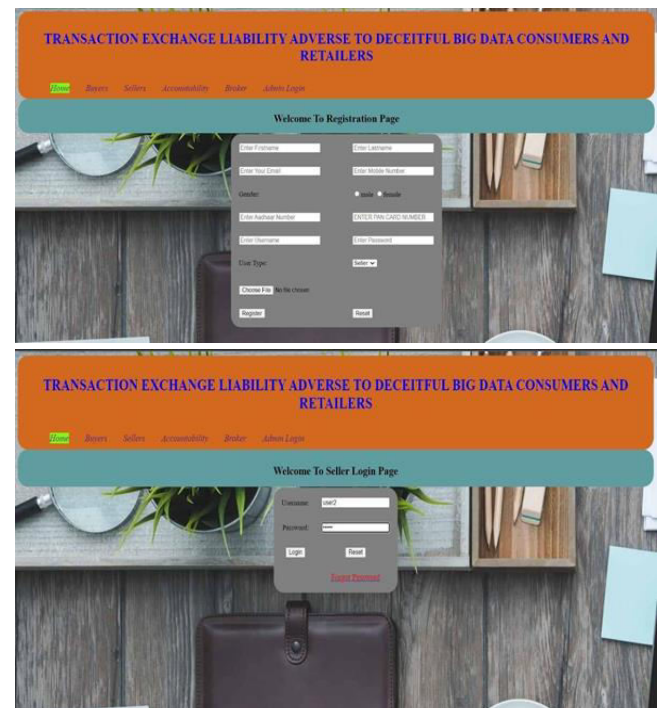 TRANSACTION EXCHANGE LIABILITY ADVERSE TO DECEITFUL BIG DATA CONSUMERS AND
RETAILERS
Home Buyers Sellers Accountability Broker Admin Login
Welcome To Registration Page
Enter Firstname Enter Lastname
Enter Your Email Enter Mobile Number
Gender: male female
Enter Aadhaar Number ENTER PAN CARD NUMBER
Enter Username Enter Password
User Type: Seller
Choose File No file chosen
Register Reset
TRANSACTION EXCHANGE LIABILITY ADVERSE TO DECEITFUL BIG DATA CONSUMERS AND
RETAILERS
Home Buyers Sellers Accountability Broker Admin Login
Welcome To Seller Login Page
Username: user2
Password: •••••
Login Reset
Forgot Password